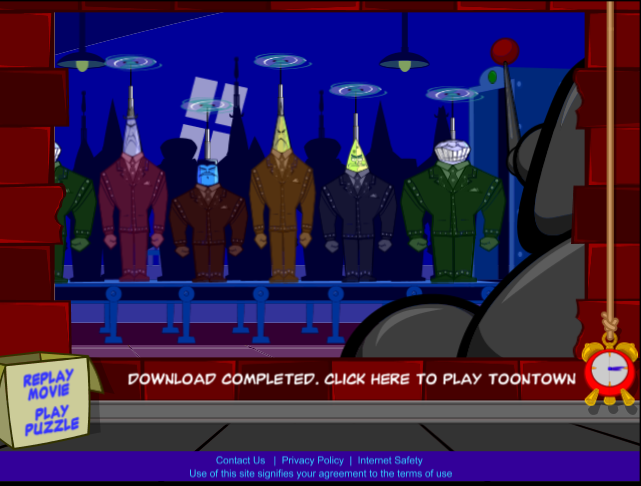 DOWNLOAD COMPLETED. CLICK HERE TO PLAY TOONTOWN
REPLAY
MOVIE
PLAY
PUZZLE
Contact Us | Privacy Policy | Internet Safety
Use of this site signifies your agreement to the terms of use